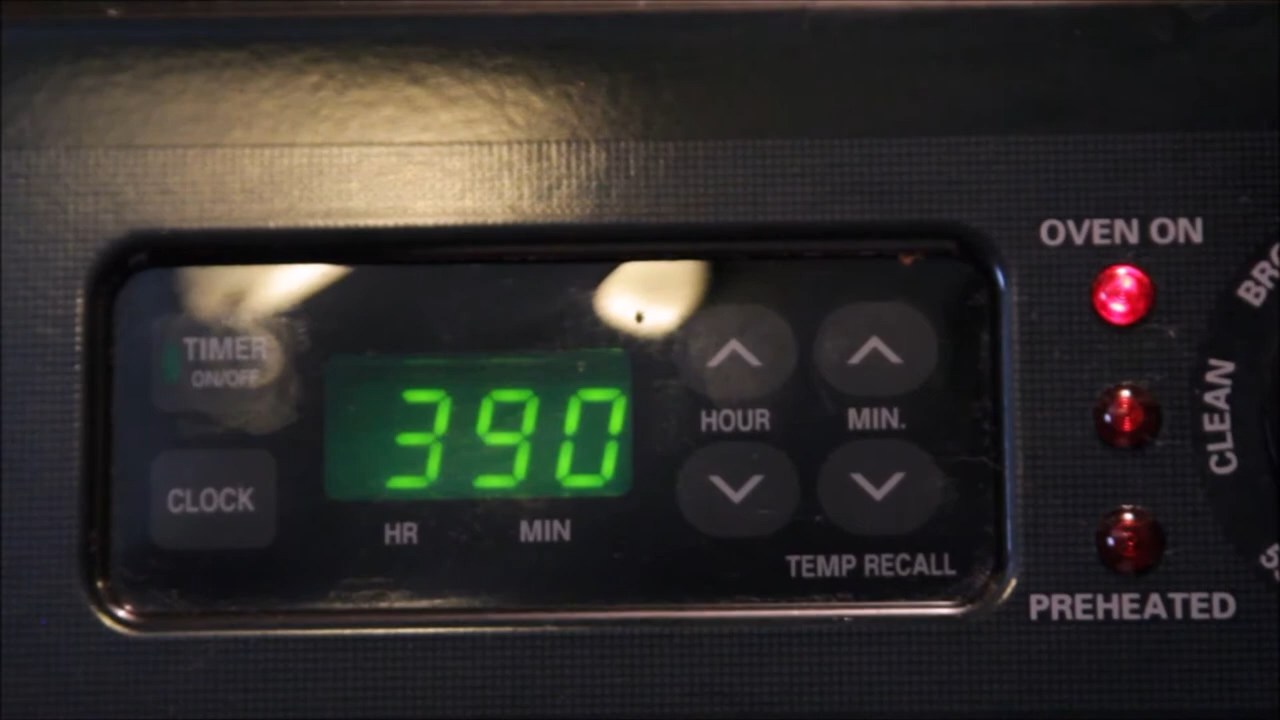 OVEN ON
TIMER
ON/OFF
390
HOUR
MIN.
CLOCK
HR
MIN
TEMP RECALL
PREHEATED
CLEAN